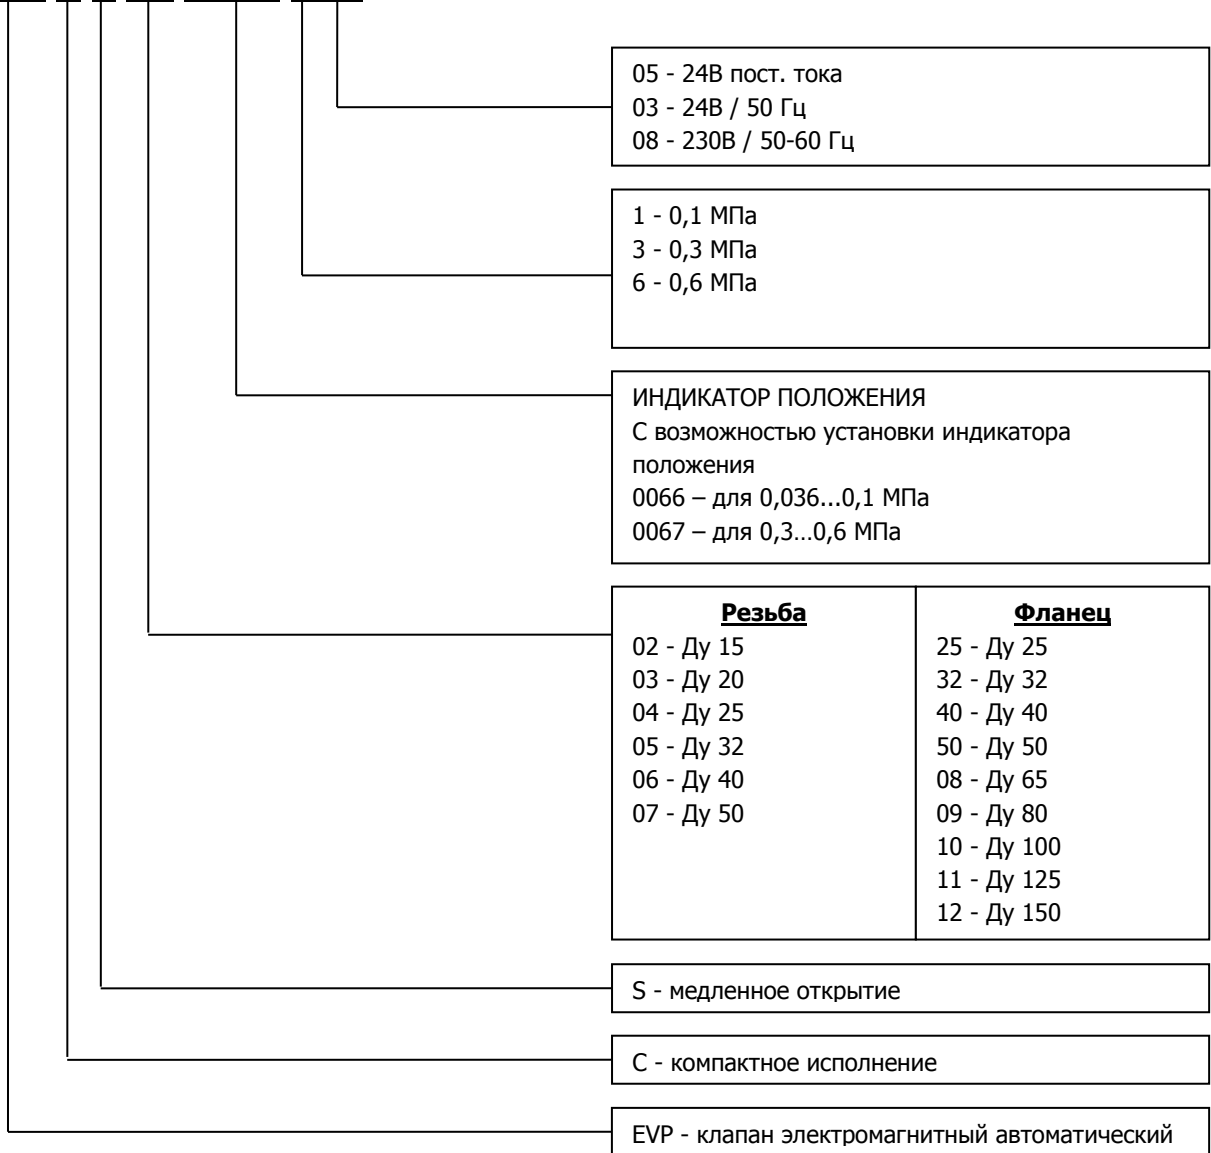 05 - 24В пост. тока
03 - 24В / 50 Гц
08 - 230В / 50-60 Гц
1 - 0,1 МПа
3 - 0,3 МПа
6 - 0,6 МПа
ИНДИКАТОР ПОЛОЖЕНИЯ
С возможностью установки индикатора
положения
0066 – для 0,036...0,1 МПа
0067 – для 0,3…0,6 МПа
Резьба
02 - Ду 15
03 - Ду 20
04 - Ду 25
05 - Ду 32
06 - Ду 40
07 - Ду 50
Фланец
25 - Ду 25
32 - Ду 32
40 - Ду 40
50 - Ду 50
08 - Ду 65
09 - Ду 80
10 - Ду 100
11 - Ду 125
12 - Ду 150
S - медленное открытие
C - компактное исполнение
EVP - клапан электромагнитный автоматический